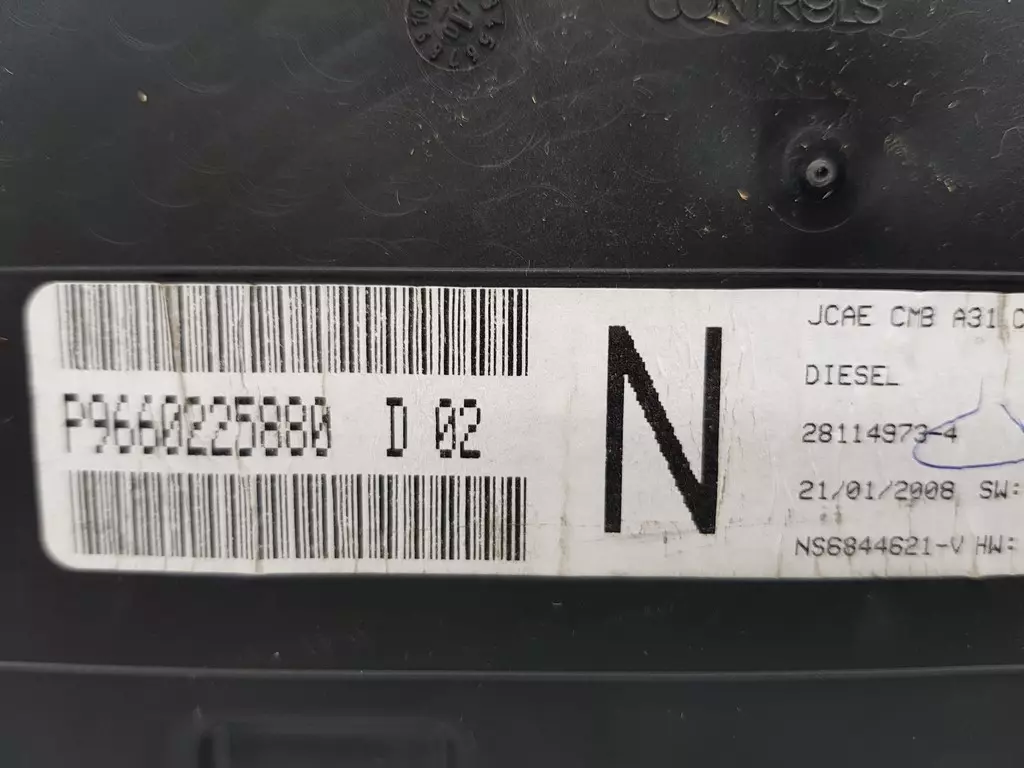 CONTROLS
P9660225880 D 02
N
JCAE CMB A31 C
DIESEL
28114973-4
21/01/2008 SW:
NS6844621-V HW: